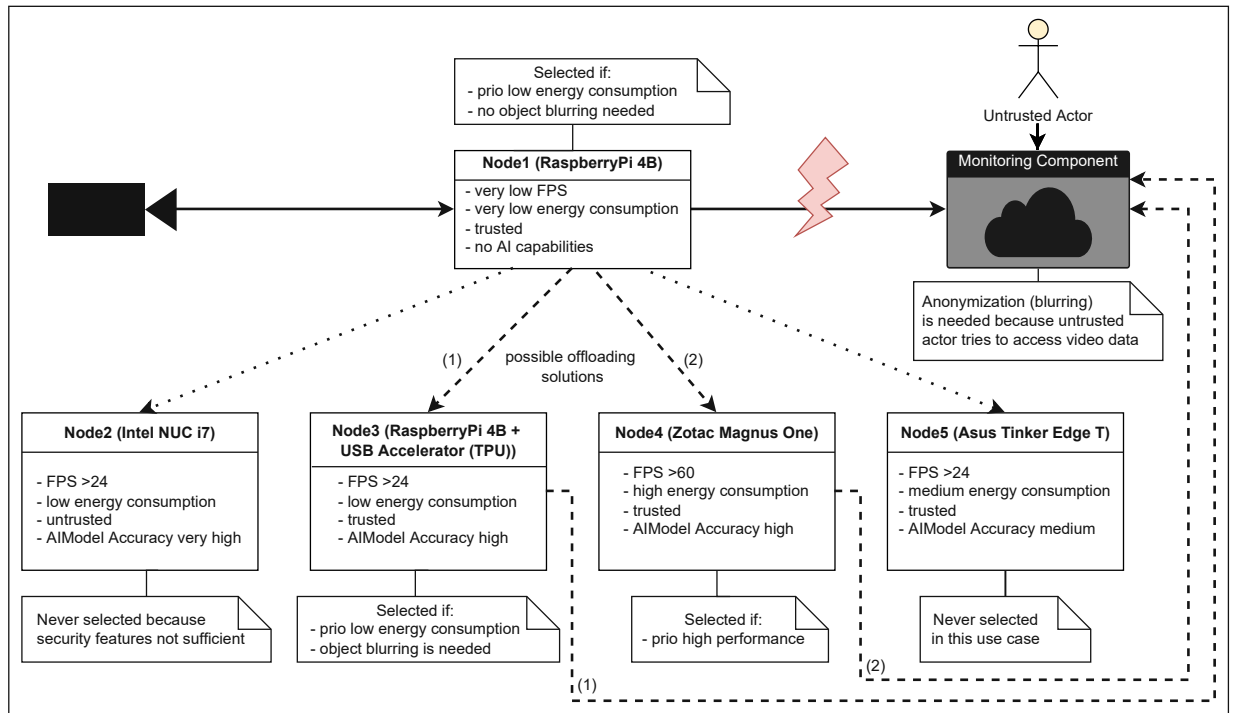 Selected if:
- prio low energy consumption
- no object blurring needed
Untrusted Actor
Node1 (RaspberryPi 4B)
- very low FPS
- very low energy consumption
- trusted
- no AI capabilities
Monitoring Component
Anonymization (blurring)
is needed because untrusted
actor tries to access video data
(1)
possible offloading
solutions
(2)
Node2 (Intel NUC i7)
- FPS >24
- low energy consumption
- untrusted
- AIModel Accuracy very high
Never selected because
security features not sufficient
Node3 (RaspberryPi 4B +
USB Accelerator (TPU))
- FPS >24
- low energy consumption
- trusted
- AIModel Accuracy high
Selected if:
- prio low energy consumption
- object blurring is needed
Node4 (Zotac Magnus One)
- FPS >60
- high energy consumption
- trusted
- AIModel Accuracy high
Selected if:
- prio high performance
Node5 (Asus Tinker Edge T)
- FPS >24
- medium energy consumption
- trusted
- AIModel Accuracy medium
Never selected
in this use case
(1)
(2)